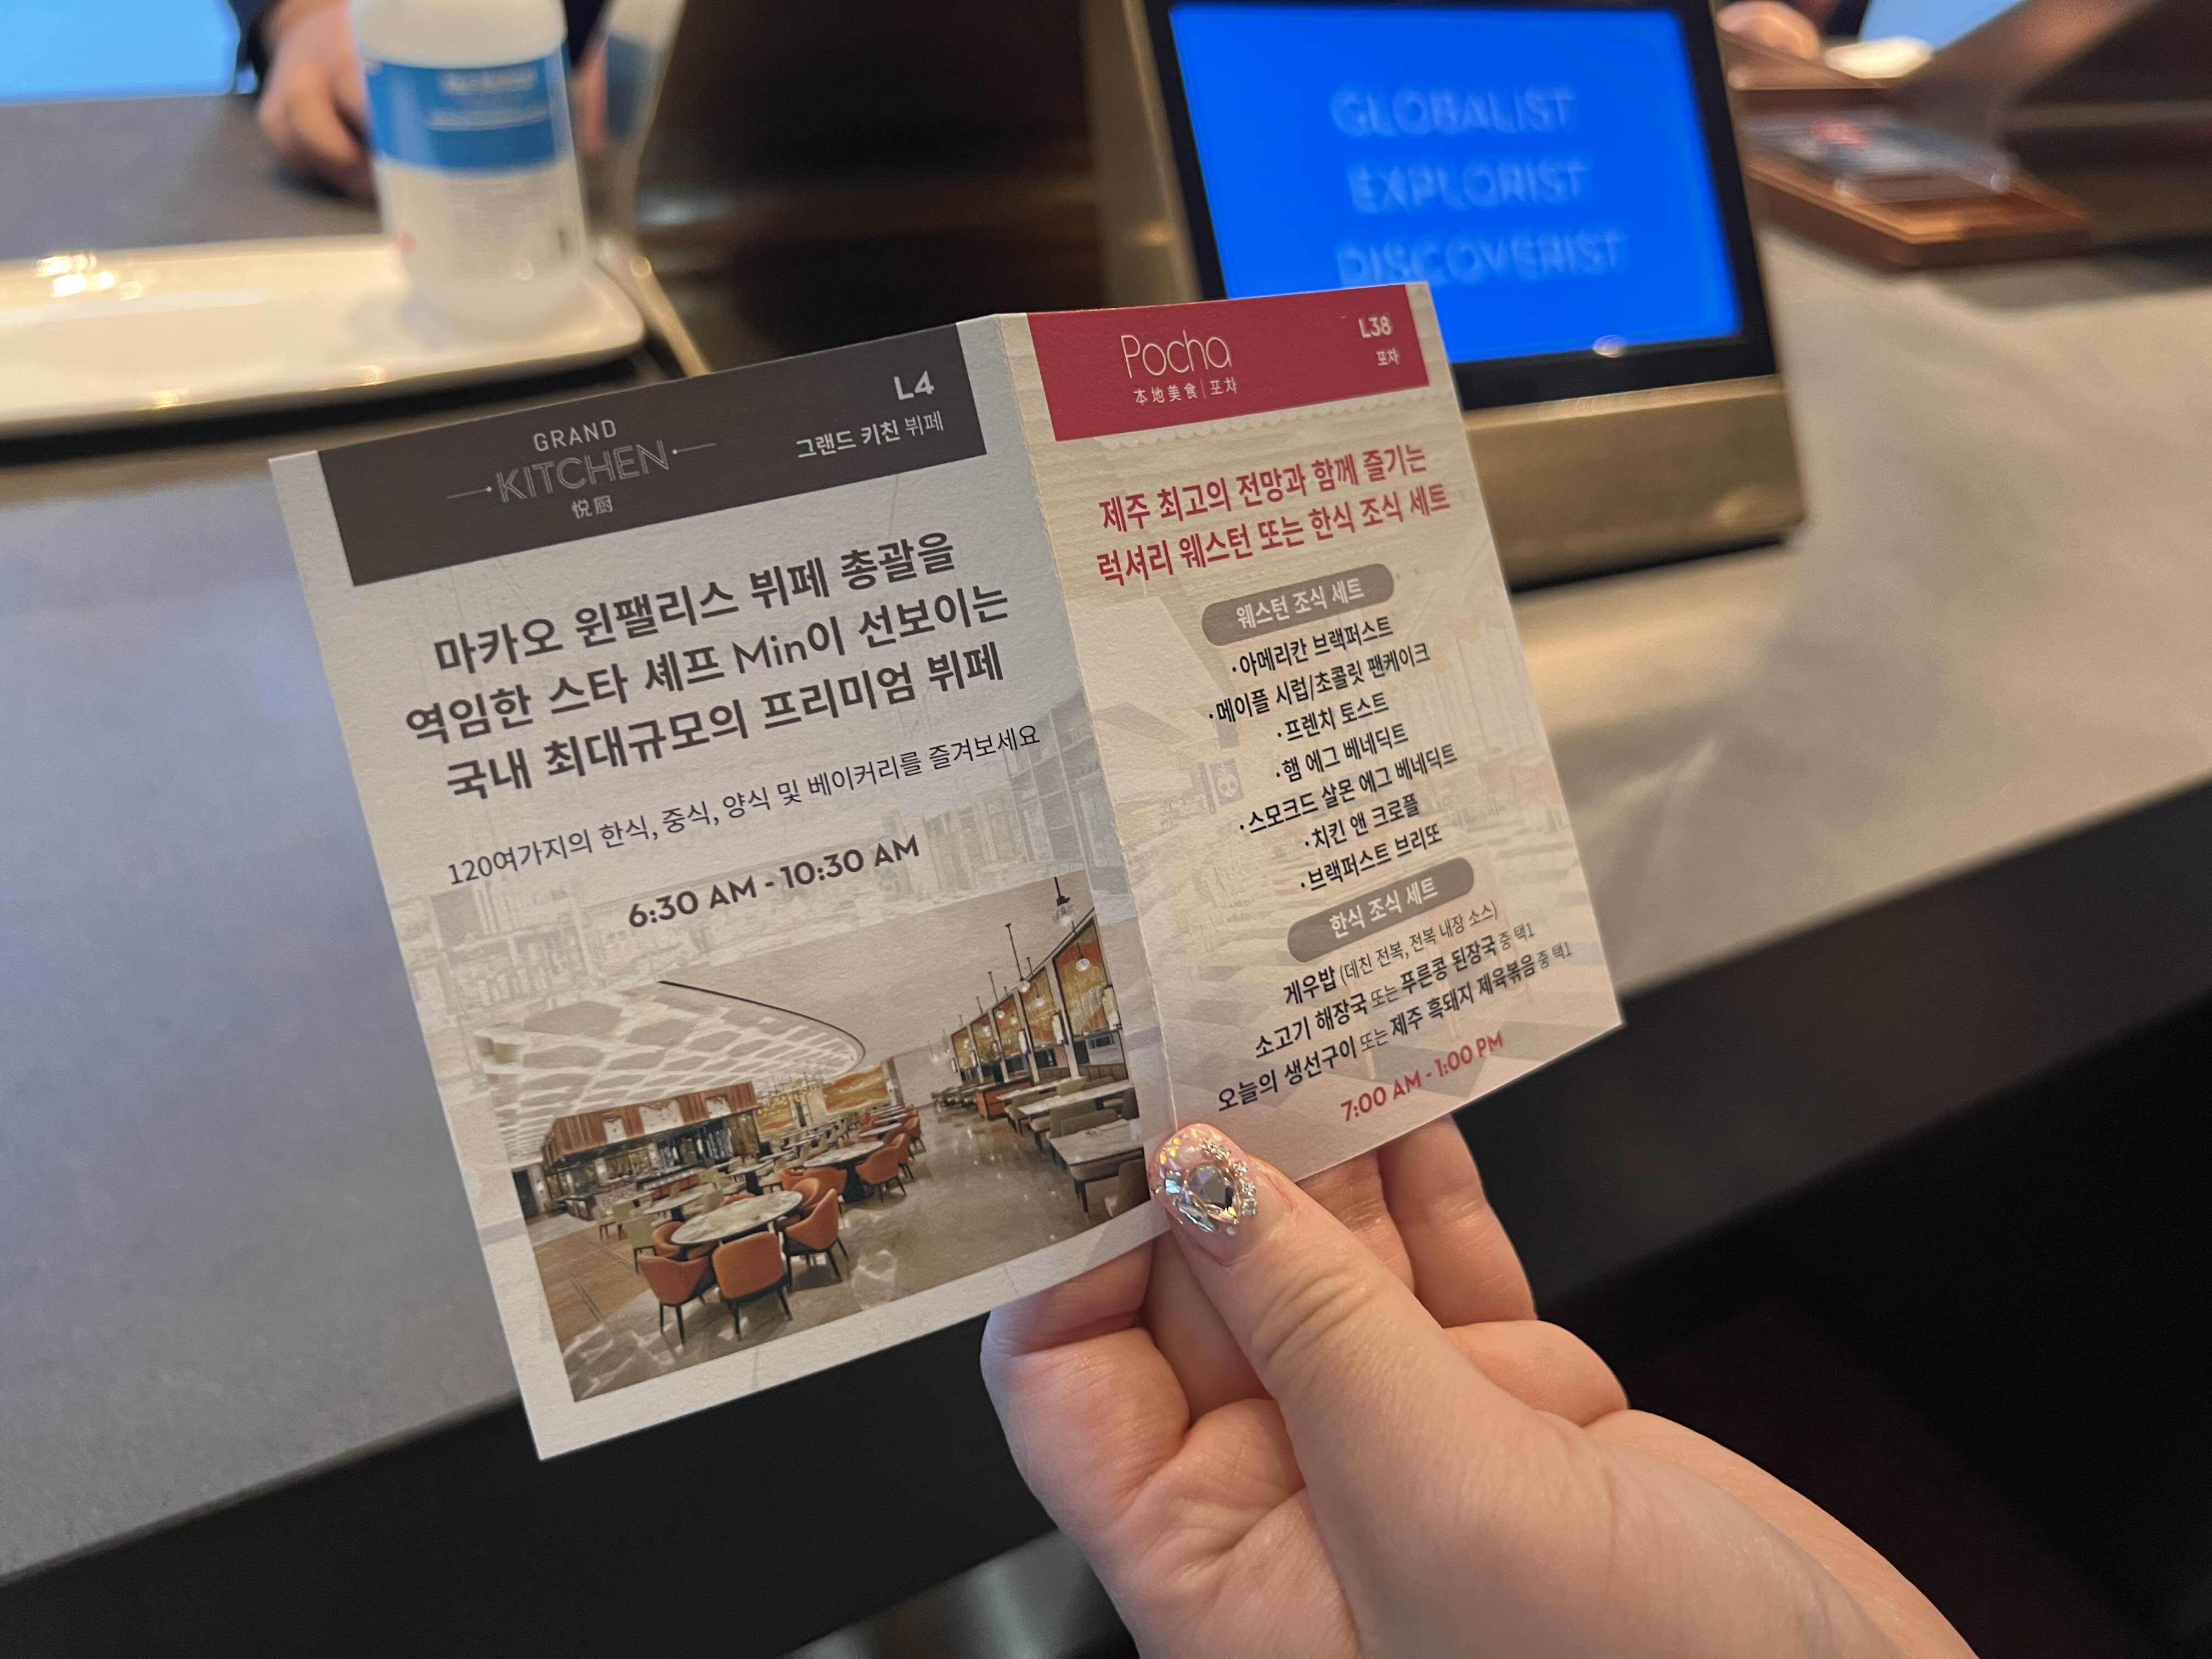 GLOBALIST
EXPLORIST
DISCOVERIST
GRAND
KITCHEN
悦厨
L4
그랜드 키친 뷔페
마카오 윈팰리스 뷔페 총괄을
역임한 스타 셰프 Min이 선보이는
국내 최대규모의 프리미엄 뷔페
120여가지의 한식, 중식, 양식 및 베이커리를 즐겨보세요
6:30 AM - 10:30 AM
Pocha
本地美食 | 포차
L38
포차
제주 최고의 전망과 함께 즐기는
럭셔리 웨스턴 또는 한식 조식 세트
웨스턴 조식 세트
·아메리칸 브랙퍼스트
·메이플 시럽/초콜릿 팬케이크
·프렌치 토스트
·햄 에그 베네딕트
·스모크드 살몬 에그 베네딕트
·치킨 앤 크로플
·브랙퍼스트 브리또
한식 조식 세트
게우밥 (데친 전복, 전복 내장 소스)
소고기 해장국 또는 푸른콩 된장국 중 택1
오늘의 생선구이 또는 제주 흑돼지 제육볶음 중 택1
7:00 AM - 1:00 PM